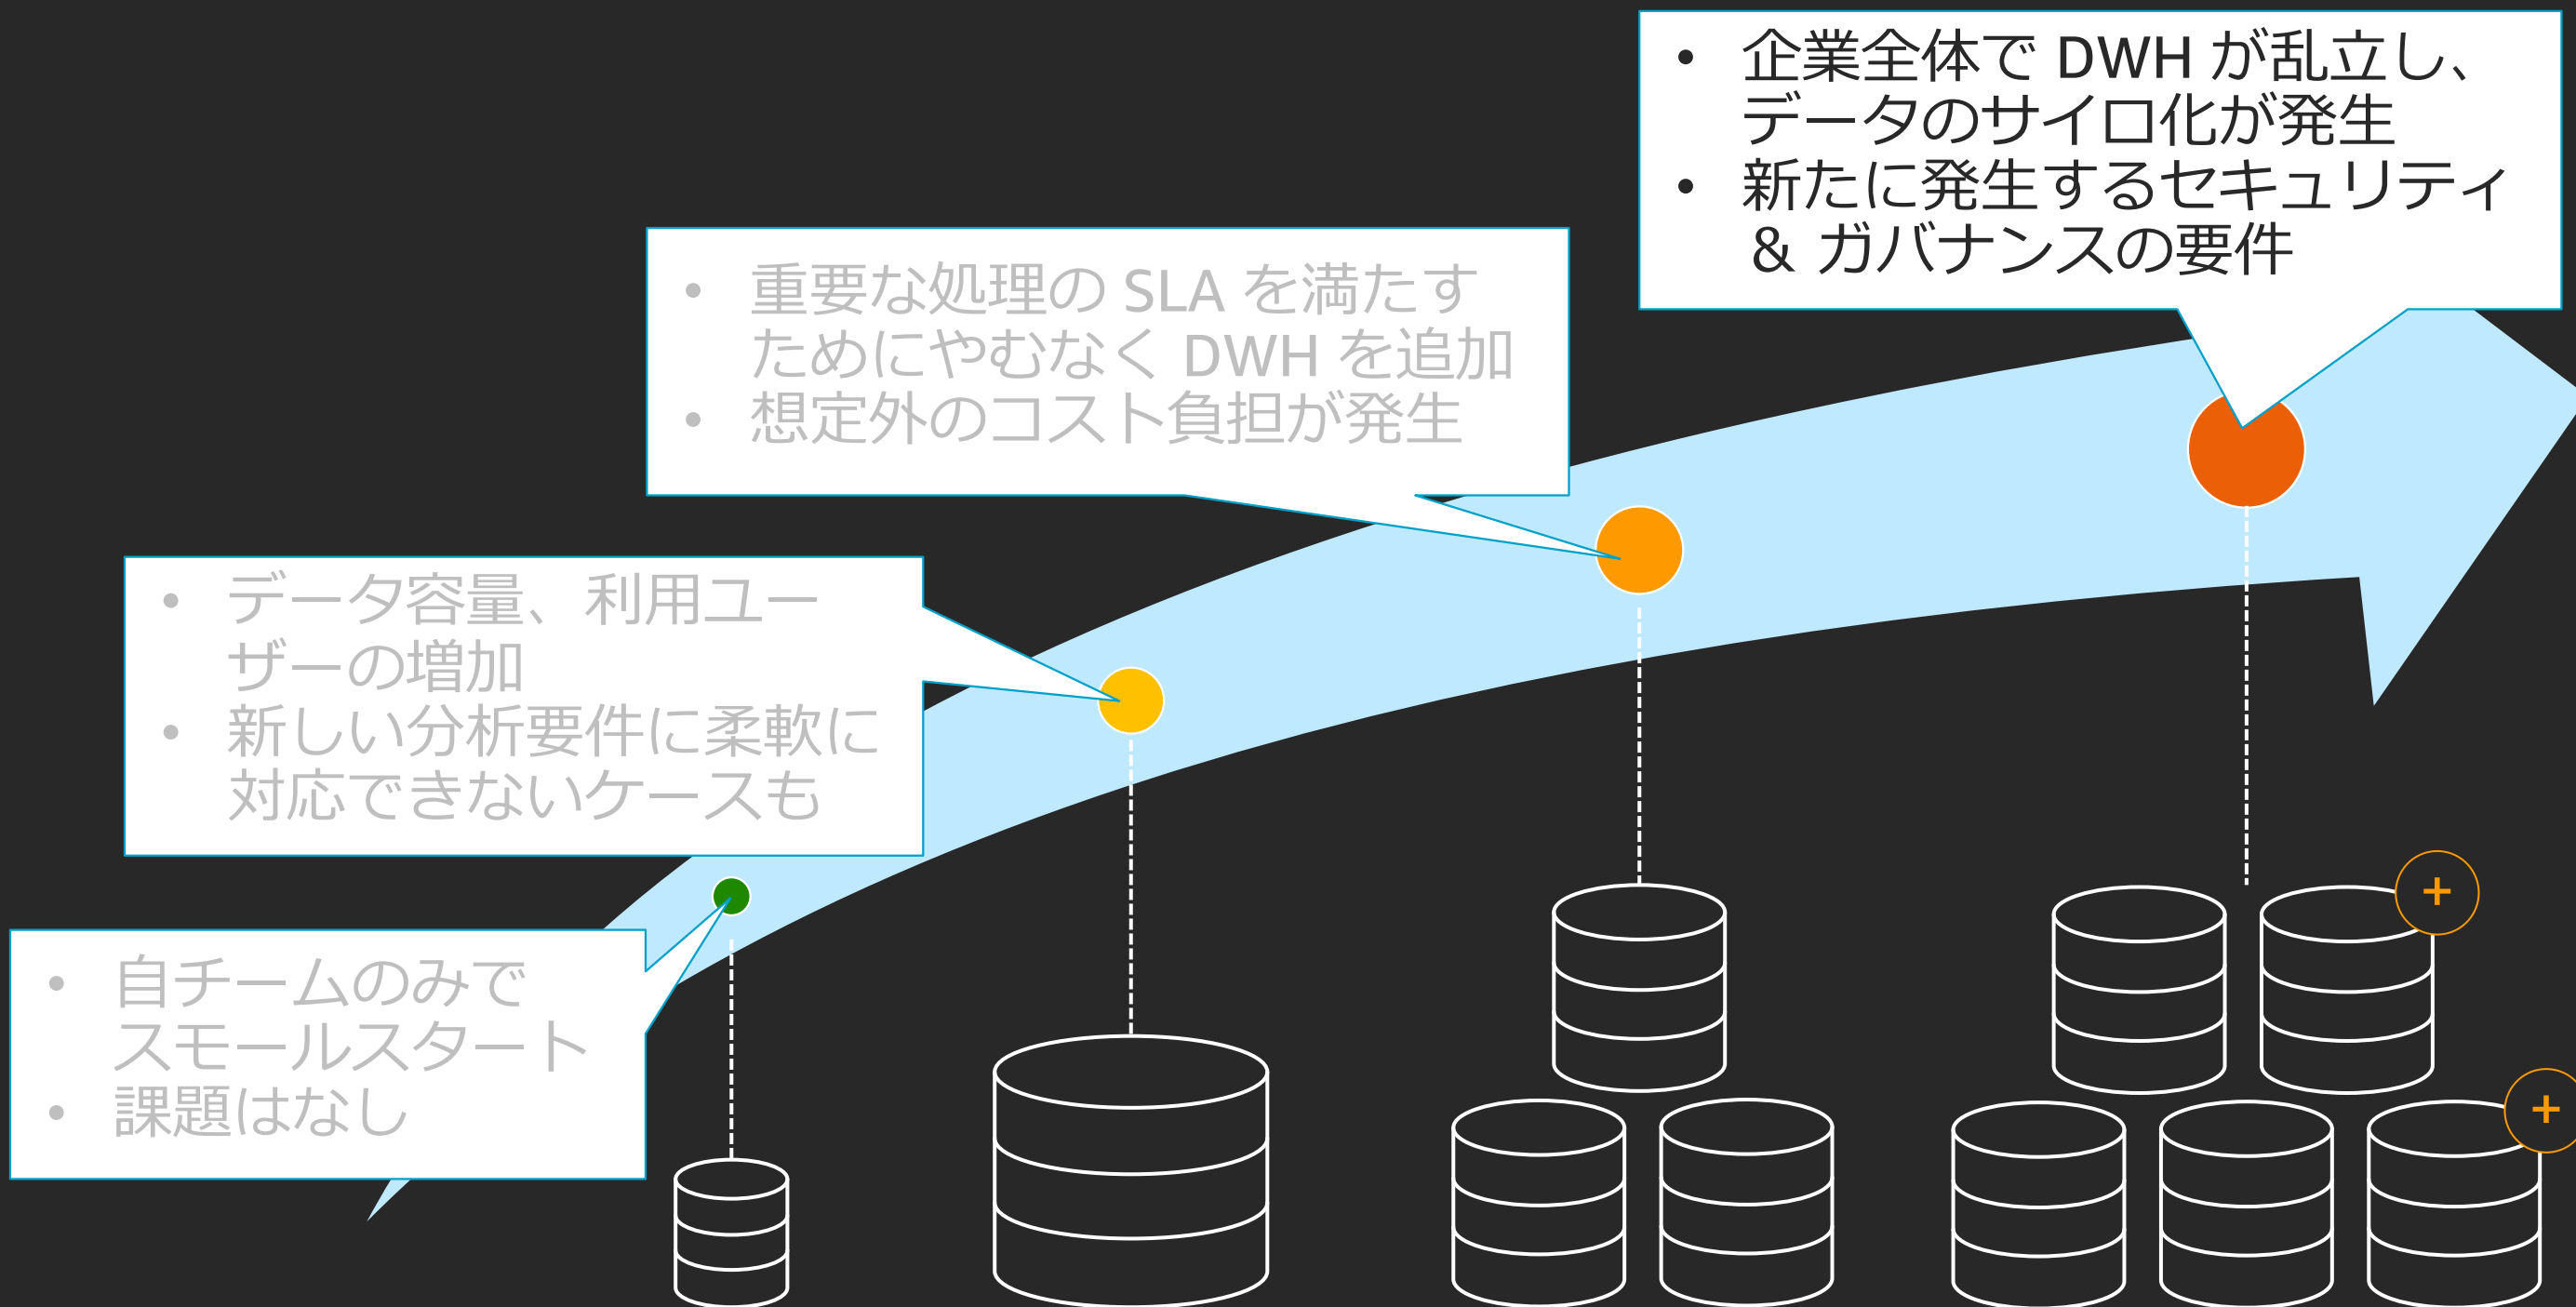 • 企業全体で DWH が乱立し、
データのサイロ化が発生
• 新たに発生するセキュリティ
& ガバナンスの要件
• 重要な処理の SLA を満たす
ためにやむなく DWH を追加
• 想定外のコスト負担が発生
• データ容量、利用ユー
ザーの増加
• 新しい分析要件に柔軟に
対応できないケースも
• 自チームのみで
スモールスタート
• 課題はなし
+
+